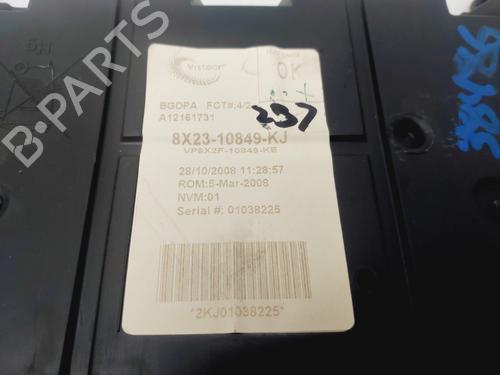 Visteon
OK
BGDPA FCT#:4/2
A12161731
237
8X23-10849-KJ
VP8X2F-10849-KE
28/10/2008 11:28:57
ROM:5-Mar-2008
NVM:01
Serial #: 01038225
*2KJ01038225*
B-PARTS